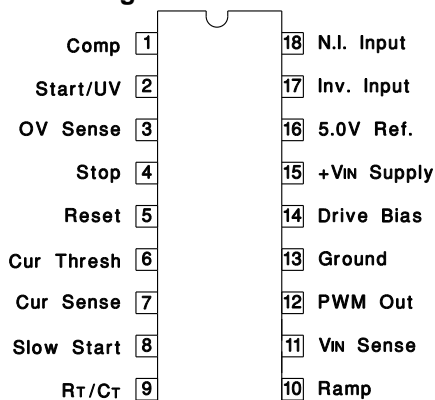 Comp 1 18 N.I. Input
Start/UV 2 17 Inv. Input
OV Sense 3 16 5.0V Ref.
Stop 4 15 +VIN Supply
Reset 5 14 Drive Bias
Cur Thresh 6 13 Ground
Cur Sense 7 12 PWM Out
Slow Start 8 11 VIN Sense
RT/CT 9 10 Ramp